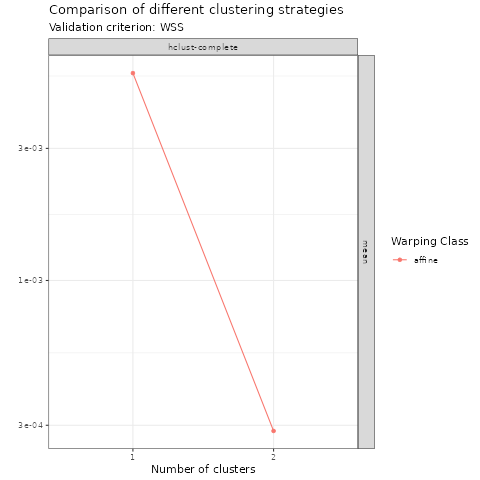 Comparison of different clustering strategies
Validation criterion: WSS
hclust-complete
3e-03
1e-03
3e-04
mean
Warping Class
affine
1
2
Number of clusters